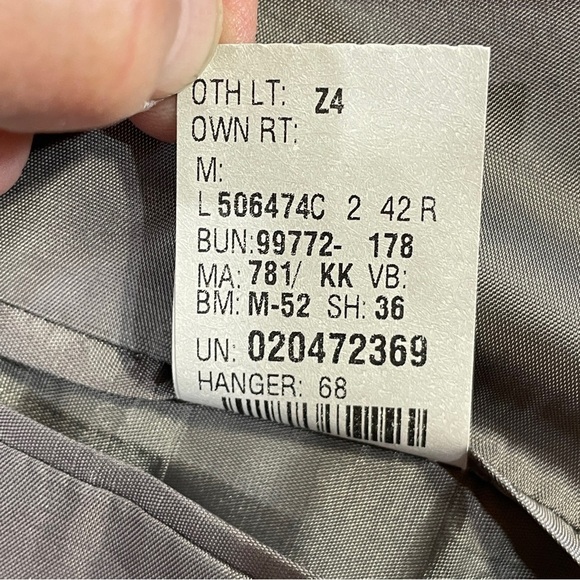 OTH LT: Z4
OWN RT:
M:
L 506474C 2 42 R
BUN:99772- 178
MA: 781/ KK VB:
BM: M-52 SH: 36
UN: 020472369
HANGER: 68